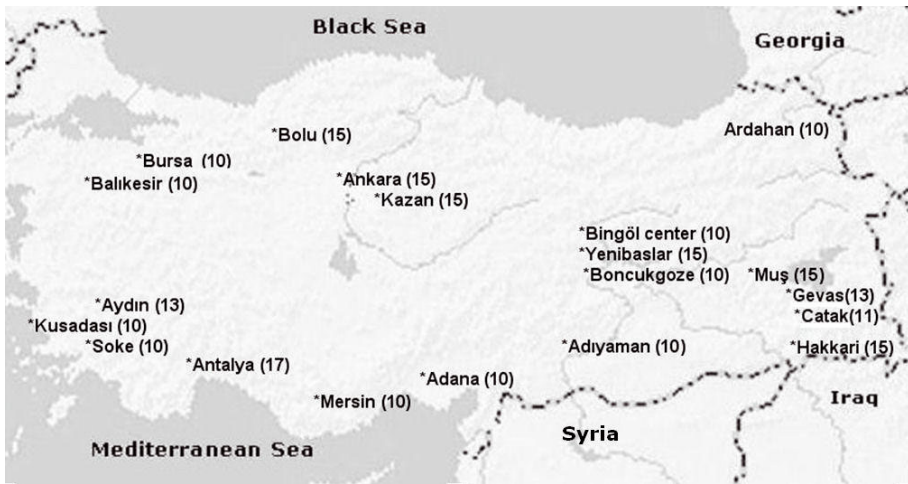 Black Sea
Georgia
Ardahan (10)
*Bolu (15)
*Bursa (10)
*Balıkesir (10)
*Ankara (15)
*Kazan (15)
*Bingöl center (10)
*Yenibaslar (15)
*Boncukgoze (10)
*Muş (15)
*Gevas(13)
*Catak(11)
*Aydın (13)
*Kusadası (10)
*Soke (10)
*Antalya (17)
*Adıyaman (10)
*Hakkari (15)
*Adana (10)
*Mersin (10)
Iraq
Syria
Mediterranean Sea